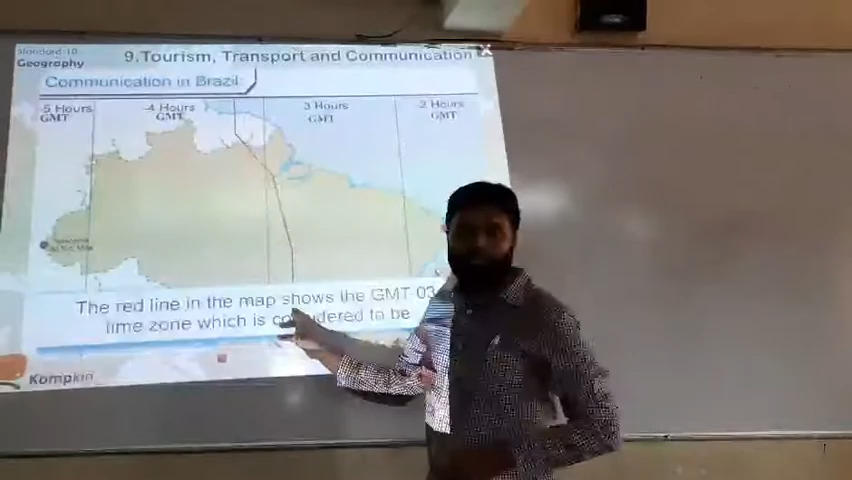 Standard-10
Geography
9.Tourism, Transport and Communication
Communication in Brazil
-5 Hours
GMT
-4 Hours
GMT
3 Hours
GMT
2 Hours
GMT
The red line in the map shows the GMT 03
time zone which is considered to be
Kompkin